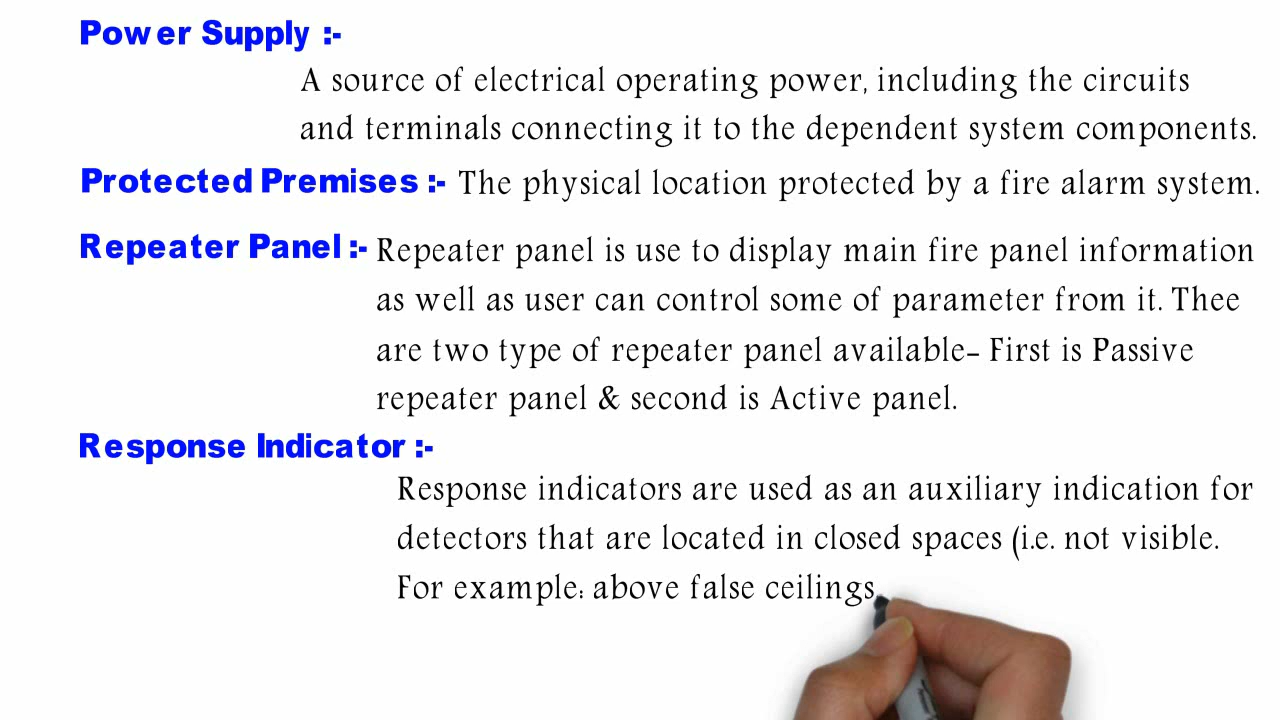 Power Supply :-
A source of electrical operating power, including the circuits
and terminals connecting it to the dependent system components.
Protected Premises :- The physical location protected by a fire alarm system.
Repeater Panel :- Repeater panel is use to display main fire panel information
as well as user can control some of parameter from it. Thee
are two type of repeater panel available- First is Passive
repeater panel & second is Active panel.
Response Indicator :-
Response indicators are used as an auxiliary indication for
detectors that are located in closed spaces (i.e. not visible.
For example: above false ceilings